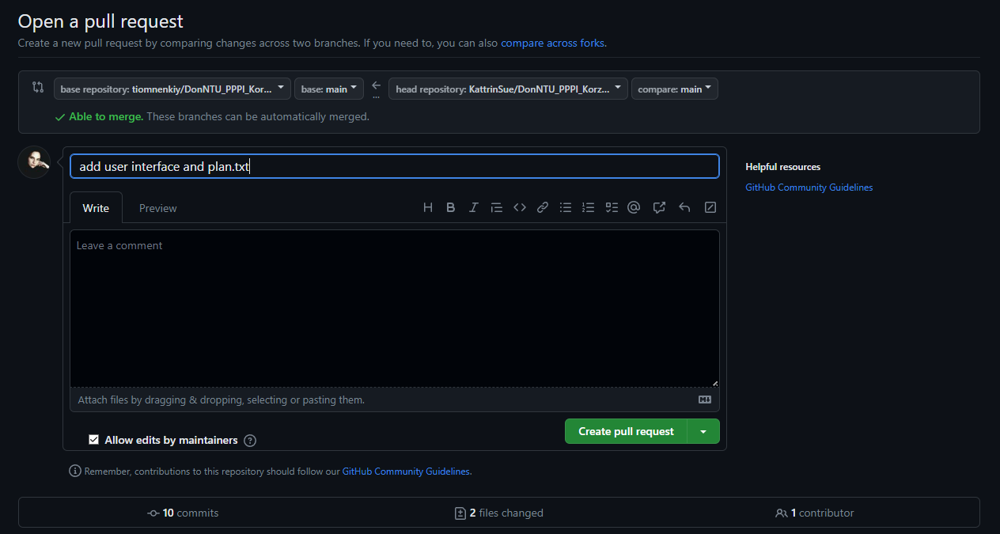 Open a pull request
Create a new pull request by comparing changes across two branches. If you need to, you can also compare across forks.
base repository: tiomnenkiy/DonNTU_PPPI_Kor... base: main head repository: KattrinSue/DonNTU_PPPI_Korz... compare: main
Able to merge. These branches can be automatically merged.
add user interface and plan.txt
Helpful resources
GitHub Community Guidelines
Write Preview
Leave a comment
Attach files by dragging & dropping, selecting or pasting them.
Allow edits by maintainers
Create pull request
Remember, contributions to this repository should follow our GitHub Community Guidelines.
10 commits 2 files changed 1 contributor